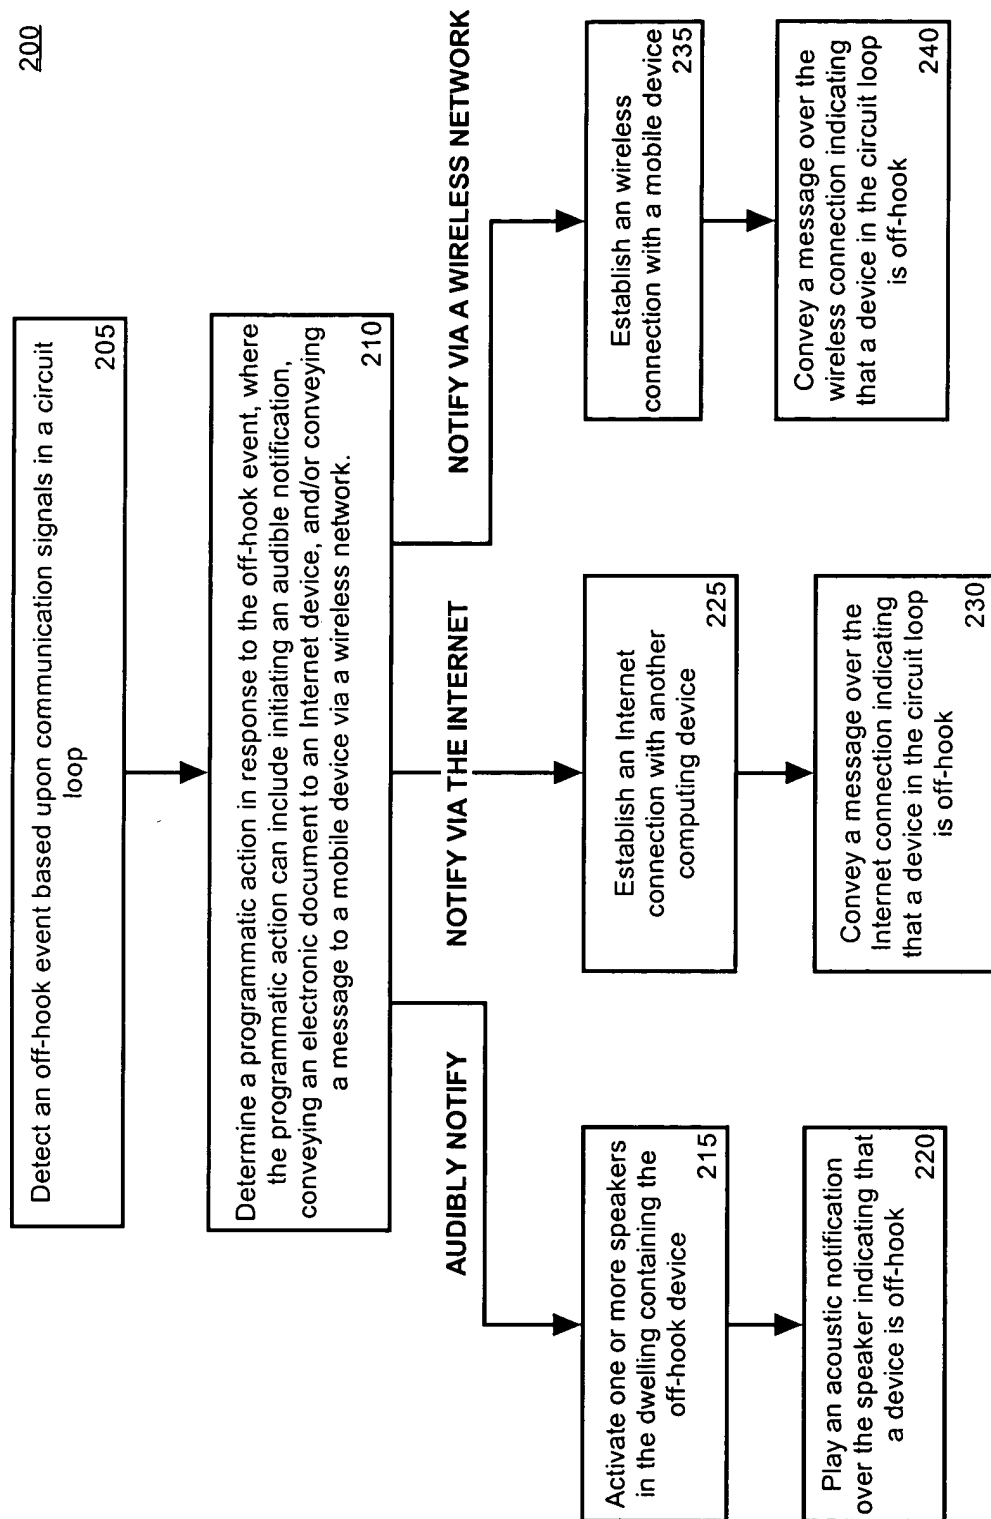 200
Detect an off-hook event based upon communication signals in a circuit
loop
205
Determine a programmatic action in response to the off-hook event, where
the programmatic action can include initiating an audible notification,
conveying an electronic document to an Internet device, and/or conveying
a message to a mobile device via a wireless network.
210
AUDIBLY NOTIFY
NOTIFY VIA THE INTERNET
NOTIFY VIA A WIRELESS NETWORK
Activate one or more speakers
in the dwelling containing the
off-hook device
215
Play an acoustic notification
over the speaker indicating that
a device is off-hook
220
Establish an Internet
connection with another
computing device
225
Convey a message over the
Internet connection indicating
that a device in the circuit loop
is off-hook
230
Establish an wireless
connection with a mobile device
235
Convey a message over the
wireless connection indicating
that a device in the circuit loop
is off-hook
240